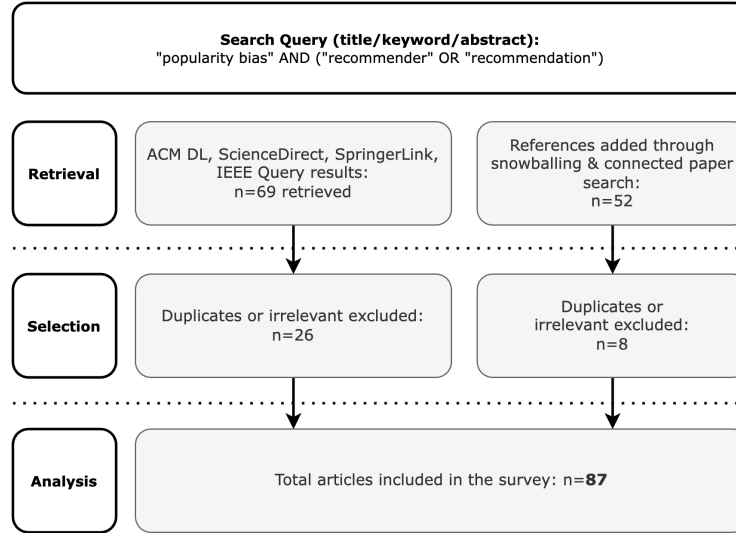 Search Query (title/keyword/abstract):
"popularity bias" AND ("recommender" OR "recommendation")
Retrieval
ACM DL, ScienceDirect, SpringerLink,
IEEE Query results:
n=69 retrieved
References added through
snowballing & connected paper
search:
n=52
Selection
Duplicates or irrelevant excluded:
n=26
Duplicates or
irrelevant excluded:
n=8
Analysis
Total articles included in the survey: n=87